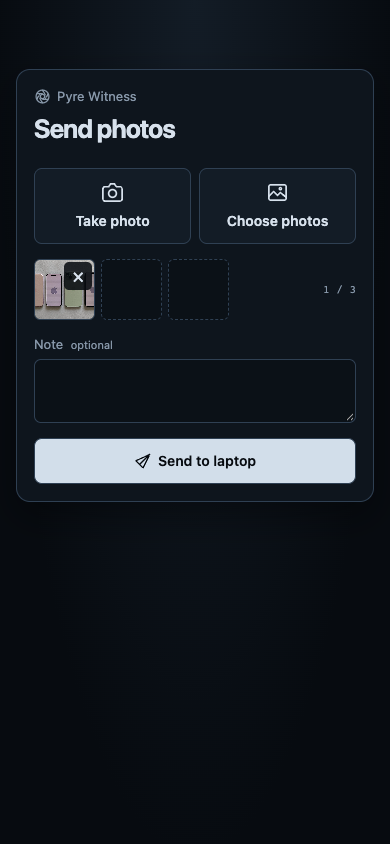 Pyre Witness
Send photos
Take photo
Choose photos
1 / 3
Note optional
Send to laptop